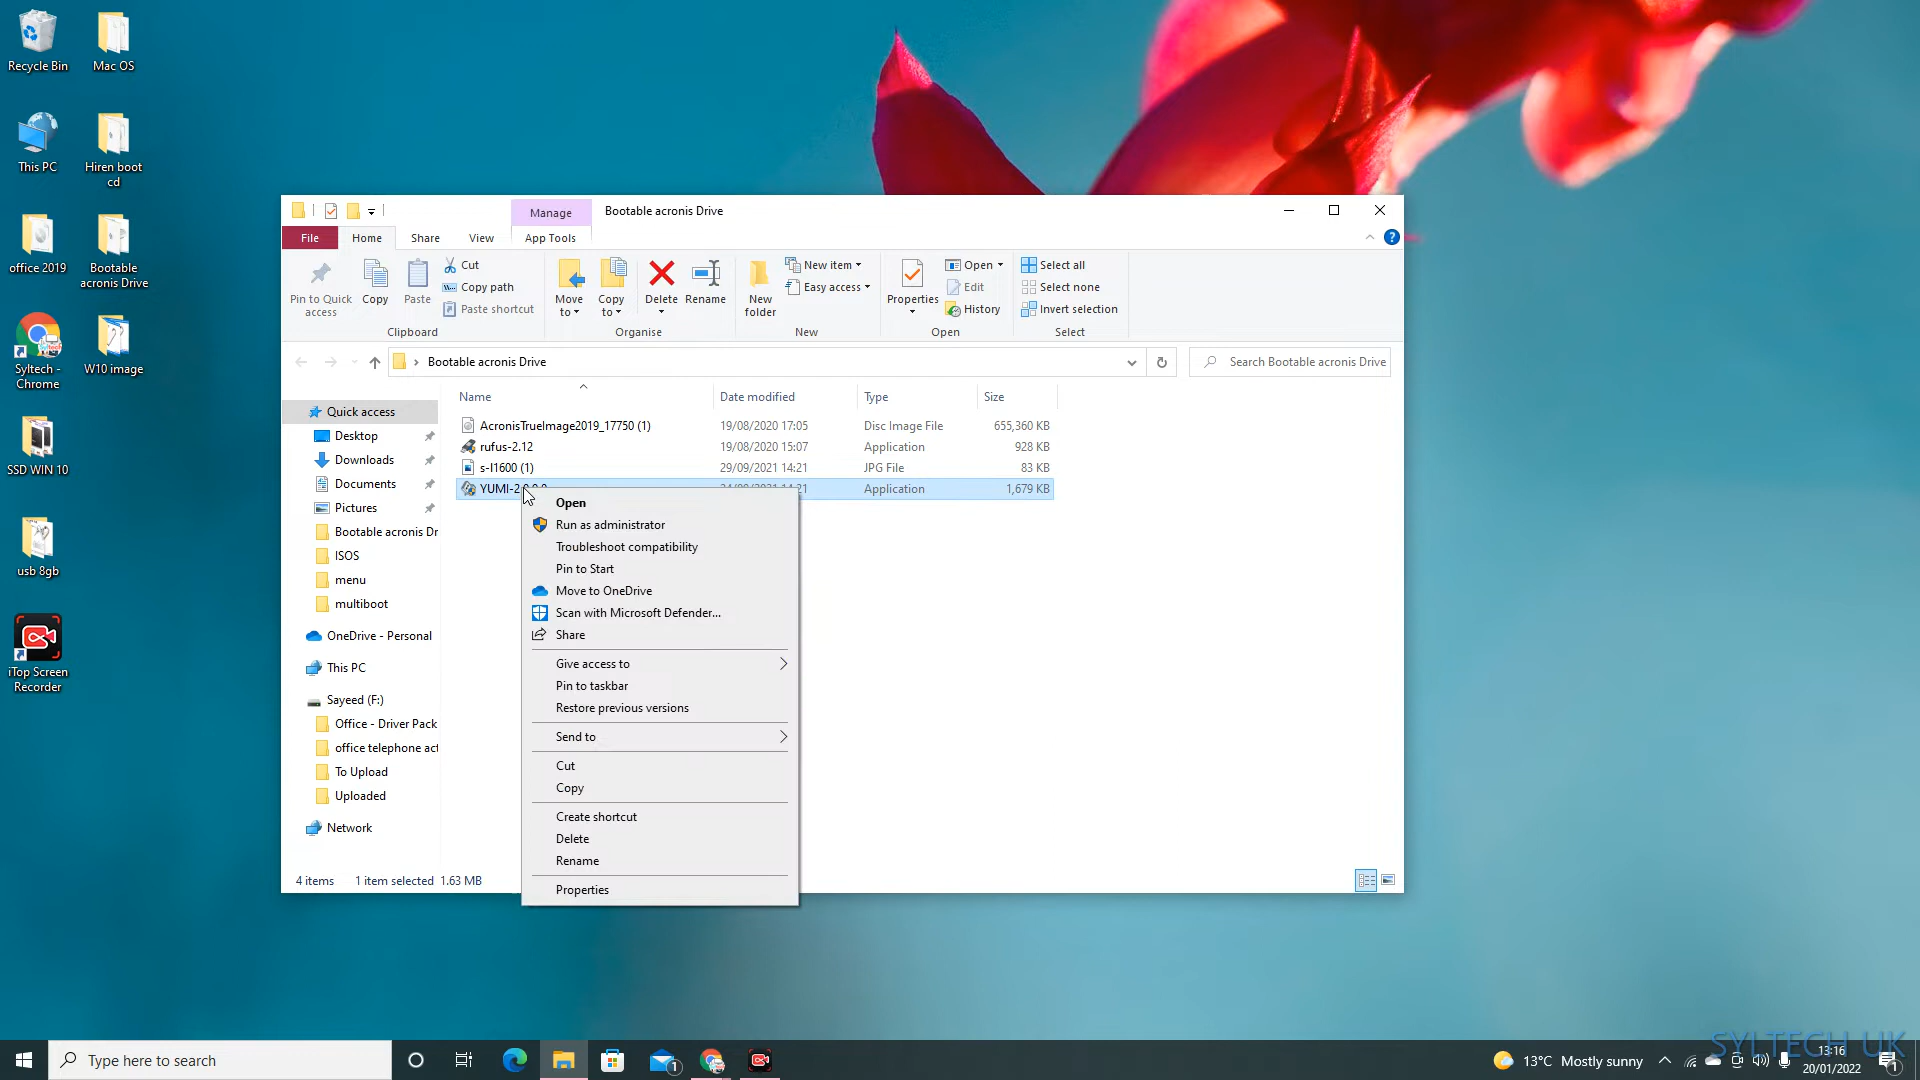 Recycle Bin
Mac OS
This PC
Hiren boot
cd
office 2019
Bootable
acronis Drive
Syltech -
Chrome
W10 image
SSD WIN 10
usb 8gb
iTop Screen
Recorder
Manage
Bootable acronis Drive
File
Home
Share
View
App Tools
Pin to Quick
access
Copy
Paste
Cut
Copy path
Paste shortcut
Clipboard
Move
to
Copy
to
Delete
Rename
Organise
New
folder
New item
Easy access
New
Properties
Open
Edit
History
Open
Select all
Select none
Invert selection
Select
Bootable acronis Drive
Search Bootable acronis Drive
Name
Date modified
Type
Size
AcronisTrueImage2019_17750 (1)
19/08/2020 17:05
Disc Image File
655,360 KB
rufus-2.12
19/08/2020 15:07
Application
928 KB
s-l1600 (1)
29/09/2021 14:21
JPG File
83 KB
Application
1,679 KB
Quick access
Desktop
Downloads
Documents
Pictures
Bootable acronis Dr
ISOS
menu
multiboot
OneDrive - Personal
This PC
Sayeed (F:)
Office - Driver Pack
office telephone act
To Upload
Uploaded
Network
Open
Run as administrator
Troubleshoot compatibility
Pin to Start
Move to OneDrive
Scan with Microsoft Defender...
Share
Give access to
Pin to taskbar
Restore previous versions
Send to
Cut
Copy
Create shortcut
Delete
Rename
Properties
4 items
1 item selected 1.63 MB
Type here to search
1
13°C Mostly sunny
SYLTECH UK
13:16
20/01/2022
1